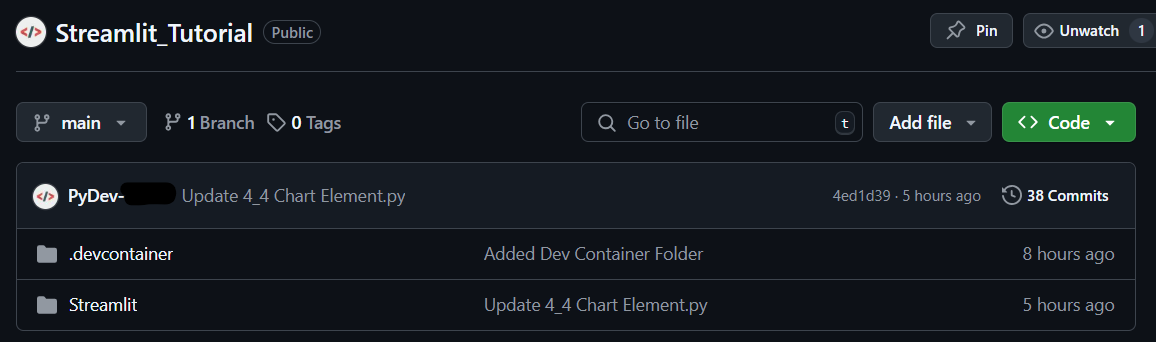 </> Streamlit_Tutorial Public Pin Unwatch 1
main 1 Branch 0 Tags Go to file t Add file <> Code
</> PyDev- Update 4_4 Chart Element.py 4ed1d39 · 5 hours ago 38 Commits
.devcontainer Added Dev Container Folder 8 hours ago
Streamlit Update 4_4 Chart Element.py 5 hours ago